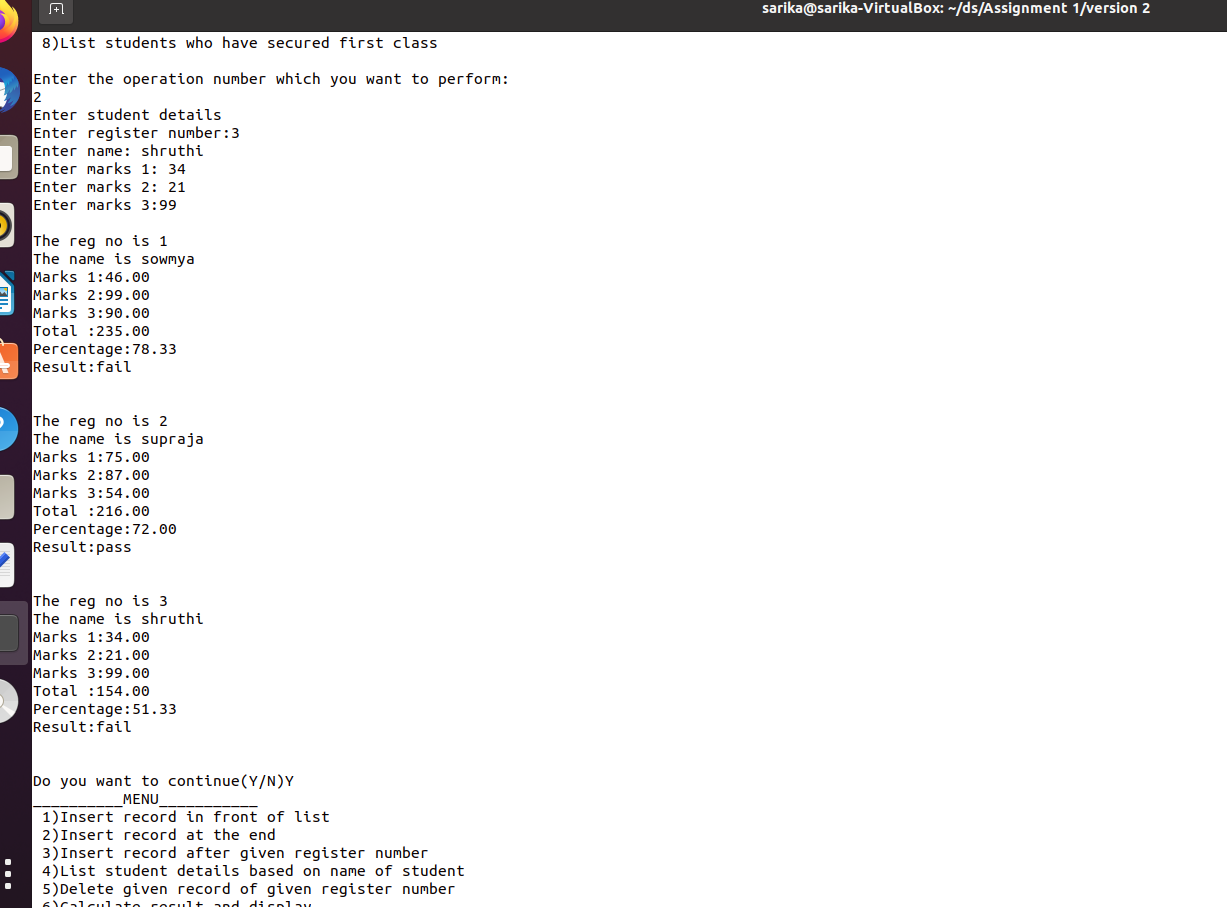 sarika@sarika-VirtualBox: ~/ds/Assignment 1/version 2
8)List students who have secured first class
Enter the operation number which you want to perform:
2
Enter student details
Enter register number:3
Enter name: shruthi
Enter marks 1: 34
Enter marks 2: 21
Enter marks 3:99
The reg no is 1
The name is sowmya
Marks 1:46.00
Marks 2:99.00
Marks 3:90.00
Total :235.00
Percentage:78.33
Result:fail
The reg no is 2
The name is supraja
Marks 1:75.00
Marks 2:87.00
Marks 3:54.00
Total :216.00
Percentage:72.00
Result:pass
The reg no is 3
The name is shruthi
Marks 1:34.00
Marks 2:21.00
Marks 3:99.00
Total :154.00
Percentage:51.33
Result:fail
Do you want to continue(Y/N)Y
__________MENU___________
1)Insert record in front of list
2)Insert record at the end
3)Insert record after given register number
4)List student details based on name of student
5)Delete given record of given register number
6)Calculate result and display